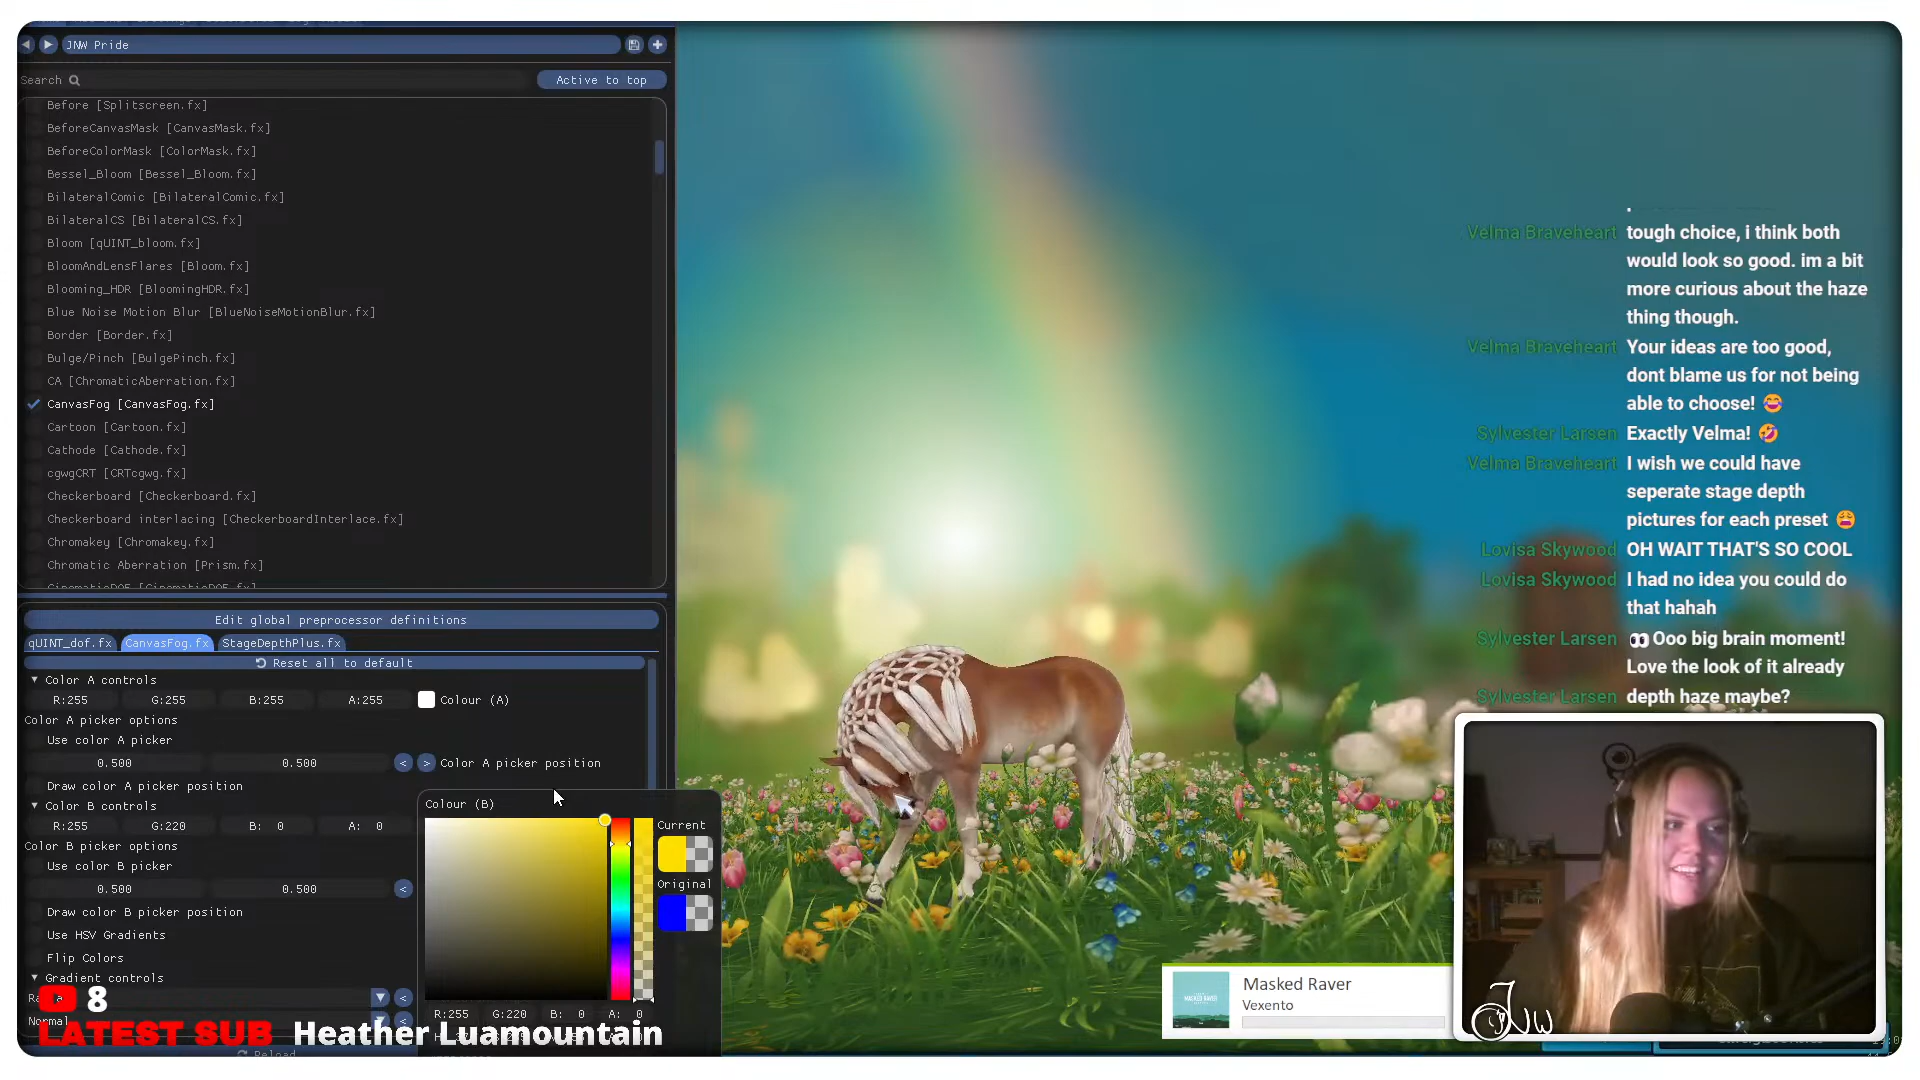 JNW Pride
Search
Active to top
Before [Splitscreen.fx]
BeforeCanvasMask [CanvasMask.fx]
BeforeColorMask [ColorMask.fx]
Bessel_Bloom [Bessel_Bloom.fx]
BilateralComic [BilateralComic.fx]
BilateralCS [BilateralCS.fx]
Bloom [qUINT_bloom.fx]
BloomAndLensFlares [Bloom.fx]
Blooming_HDR [BloomingHDR.fx]
Blue Noise Motion Blur [BlueNoiseMotionBlur.fx]
Border [Border.fx]
Bulge/Pinch [BulgePinch.fx]
CA [ChromaticAberration.fx]
CanvasFog [CanvasFog.fx]
Cartoon [Cartoon.fx]
Cathode [Cathode.fx]
cgwgCRT [CRTcgwg.fx]
Checkerboard [Checkerboard.fx]
Checkerboard interlacing [CheckerboardInterlace.fx]
Chromakey [Chromakey.fx]
Chromatic Aberration [Prism.fx]
CinematicDOF [CinematicDOF.fx]
Edit global preprocessor definitions
qUINT_dof.fx CanvasFog.fx StageDepthPlus.fx
Reset all to default
Color A controls
R:255 G:255 B:255 A:255 Colour (A)
Color A picker options
Use color A picker
0.500 0.500 < > Color A picker position
Draw color A picker position
Color B controls
R:255 G:220 B: 0 A: 0
Color B picker options
Use color B picker
0.500 0.500 <
Draw color B picker position
Use HSV Gradients
Flip Colors
Gradient controls
<
Normal <
Reload
Colour (B)
Current
Original
R:255 G:220 B: 0 A: 0
8
LATEST SUB Heather Luamountain
Velma Braveheart tough choice, i think both
would look so good. im a bit
more curious about the haze
thing though.
Velma Braveheart Your ideas are too good,
dont blame us for not being
able to choose! 😂
Sylvester Larsen Exactly Velma! 🤣
Velma Braveheart I wish we could have
seperate stage depth
pictures for each preset 😩
Lovisa Skywood OH WAIT THAT'S SO COOL
Lovisa Skywood I had no idea you could do
that hahah
Sylvester Larsen 👀Ooo big brain moment!
Love the look of it already
Sylvester Larsen depth haze maybe?
Masked Raver
Vexento
Jnw